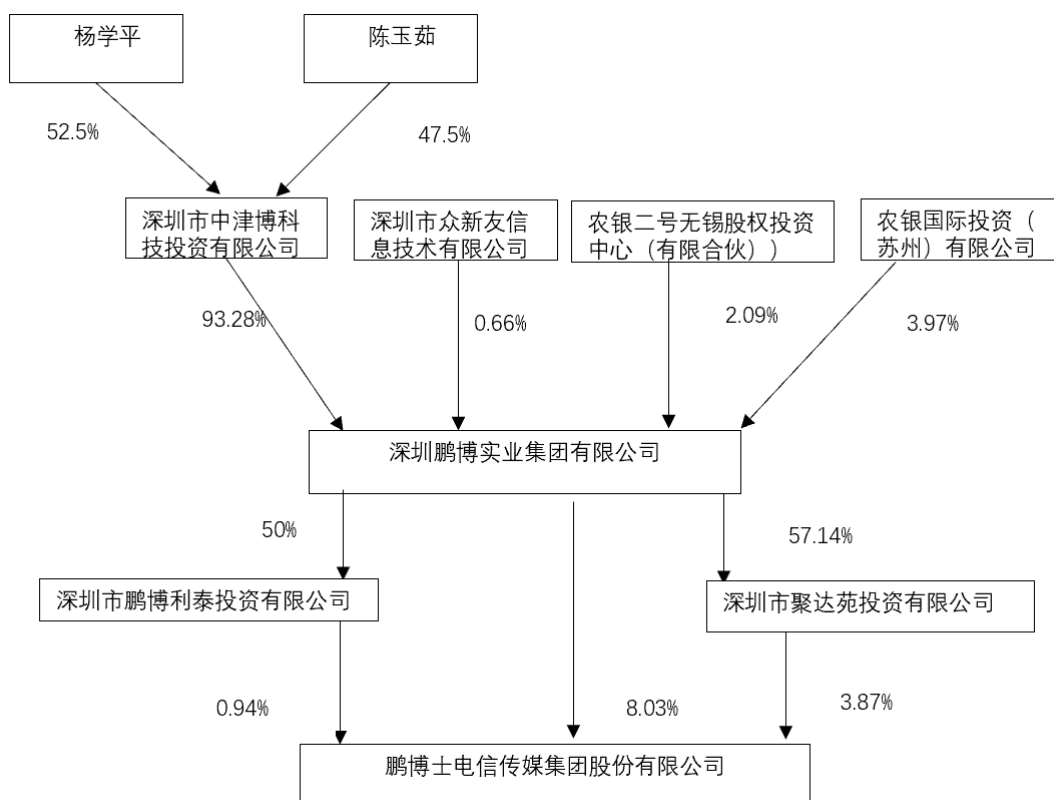 杨学平
陈玉茹
52.5%
47.5%
深圳市中津博科
技投资有限公司
深圳市众新友信
息技术有限公司
农银二号无锡股权投资
中心（有限合伙））
农银国际投资（
苏州）有限公司
93.28%
0.66%
2.09%
3.97%
深圳鹏博实业集团有限公司
50%
57.14%
深圳市鹏博利泰投资有限公司
深圳市聚达苑投资有限公司
0.94%
8.03%
3.87%
鹏博士电信传媒集团股份有限公司